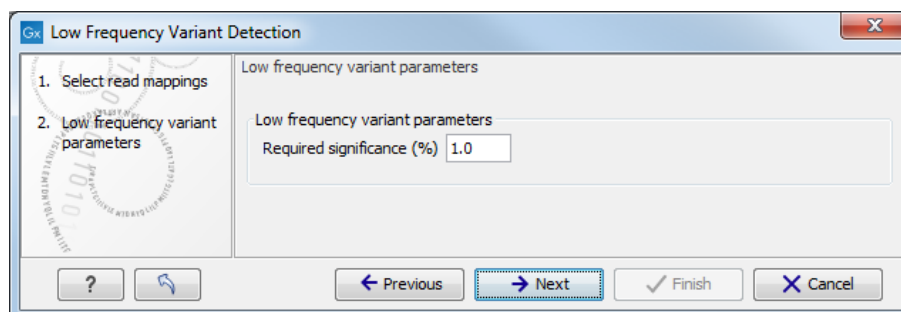 Gx Low Frequency Variant Detection
X
1. Select read mappings
2. Low frequency variant
parameters
Low frequency variant parameters
Low frequency variant parameters
Required significance (%) 1.0
?
Previous
Next
Finish
Cancel